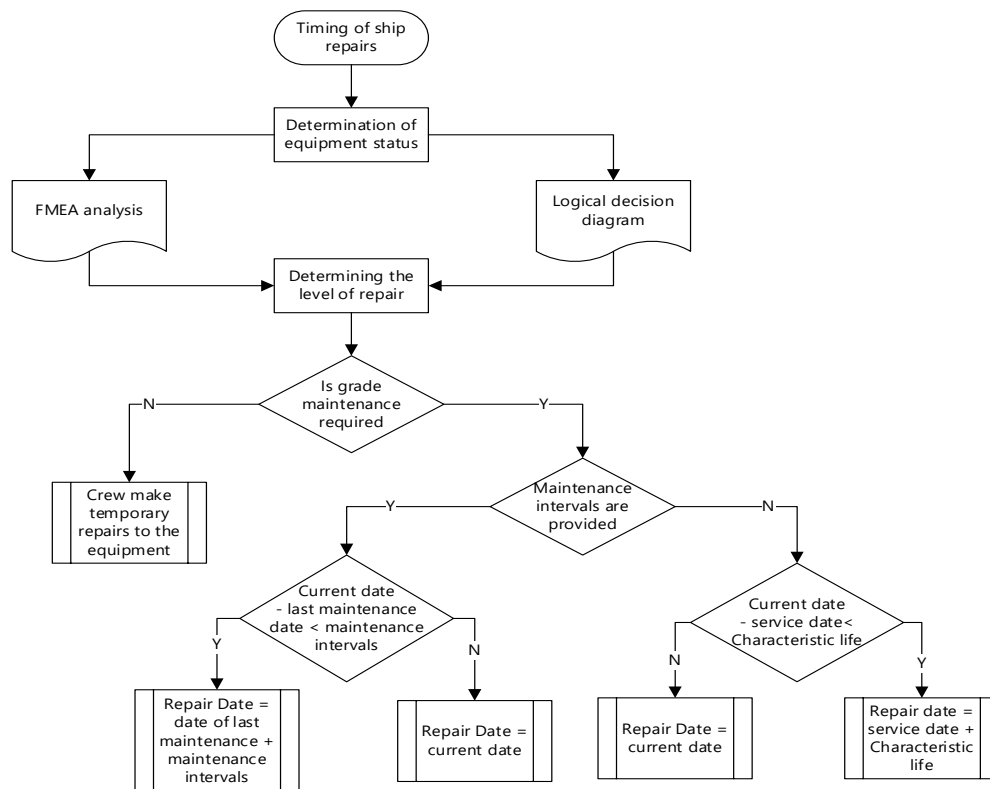 Timing of ship
repairs
Determination of
equipment status
FMEA analysis
Logical decision
diagram
Determining the
level of repair
Is grade
maintenance
required
N
Y
Crew make
temporary
repairs to the
equipment
Maintenance
intervals are
provided
Y
N
Current date
- last maintenance
date < maintenance
intervals
Current date
- service date<
Characteristic life
Y
N
N
Y
Repair Date =
date of last
maintenance +
maintenance
intervals
Repair Date =
current date
Repair Date =
current date
Repair date =
service date +
Characteristic
life